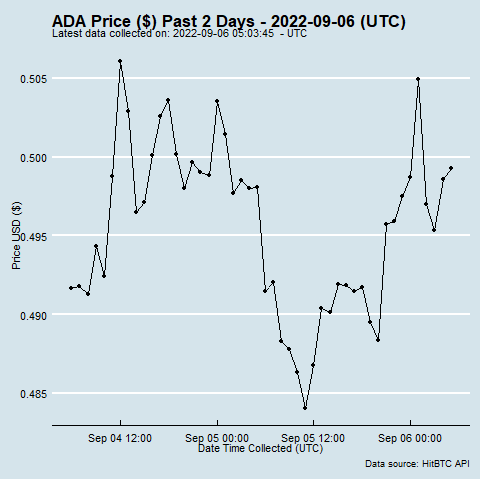 ADA Price ($) Past 2 Days - 2022-09-06 (UTC)
Latest data collected on: 2022-09-06 05:03:45 - UTC
0.505
0.500
0.495
0.490
0.485
Price USD ($)
Sep 04 12:00 Sep 05 00:00 Sep 05 12:00 Sep 06 00:00
Date Time Collected (UTC)
Data source: HitBTC API